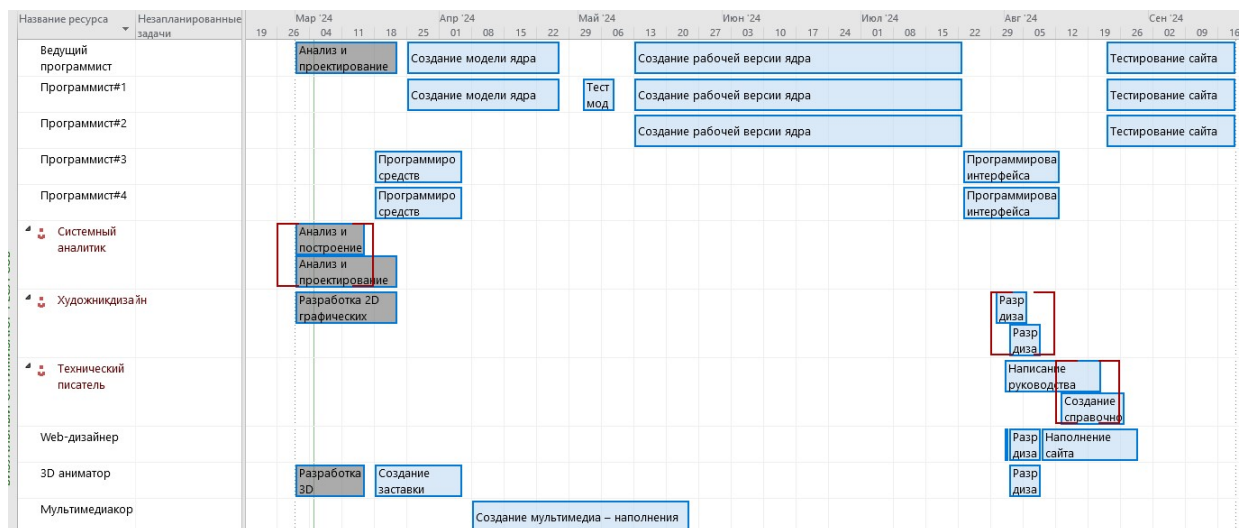 Название ресурса
Незапланированные задачи
Мар '24 Апр '24 Май '24 Июн '24 Июл '24 Авг '24 Сен '24
19 26 04 11 18 25 01 08 15 22 29 06 13 20 27 03 10 17 24 01 08 15 22 29 05 12 19 26 02 09 16
Ведущий программист
Анализ и проектирование
Создание модели ядра
Создание рабочей версии ядра
Тестирование сайта
Программист#1
Создание модели ядра
Тест мод
Создание рабочей версии ядра
Тестирование сайта
Программист#2
Создание рабочей версии ядра
Тестирование сайта
Программист#3
Программиро средств
Программирова интерфейса
Программист#4
Программиро средств
Программирова интерфейса
Системный аналитик
Анализ и построение
Анализ и проектирование
Художникдизайн
Разработка 2D графических
Разр диза
Разр диза
Технический писатель
Написание руководства
Создание справочно
Web-дизайнер
Разр диза
Наполнение сайта
3D аниматор
Разработка 3D
Создание заставки
Разр диза
Мультимедиакор
Создание мультимедиа – наполнения